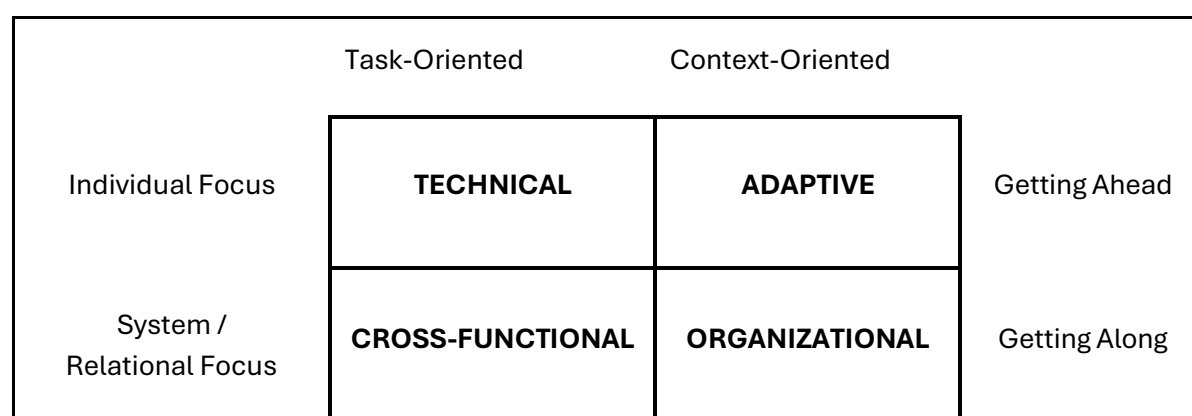 Task-Oriented Context-Oriented
Individual Focus TECHNICAL ADAPTIVE Getting Ahead
System /
Relational Focus CROSS-FUNCTIONAL ORGANIZATIONAL Getting Along